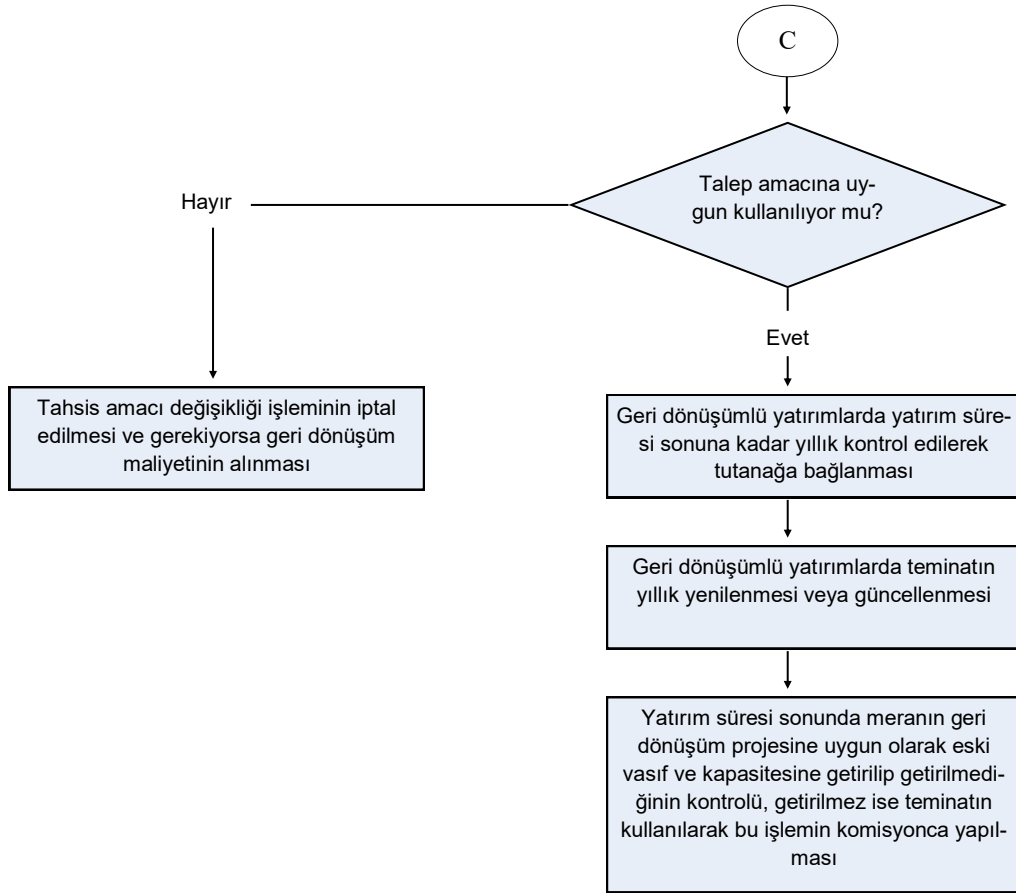 C
Talep amacına uy-
gun kullanılıyor mu?
Hayır
Evet
Tahsis amacı değişikliği işleminin iptal
edilmesi ve gerekiyorsa geri dönüşüm
maliyetinin alınması
Geri dönüşümlü yatırımlarda yatırım süre-
si sonuna kadar yıllık kontrol edilerek
tutanağa bağlanması
Geri dönüşümlü yatırımlarda teminatın
yıllık yenilenmesi veya güncellenmesi
Yatırım süresi sonunda meranın geri
dönüşüm projesine uygun olarak eski
vasıf ve kapasitesine getirilip getirilmedi-
ğinin kontrolü, getirilmez ise teminatın
kullanılarak bu işlemin komisyonca yapıl-
ması